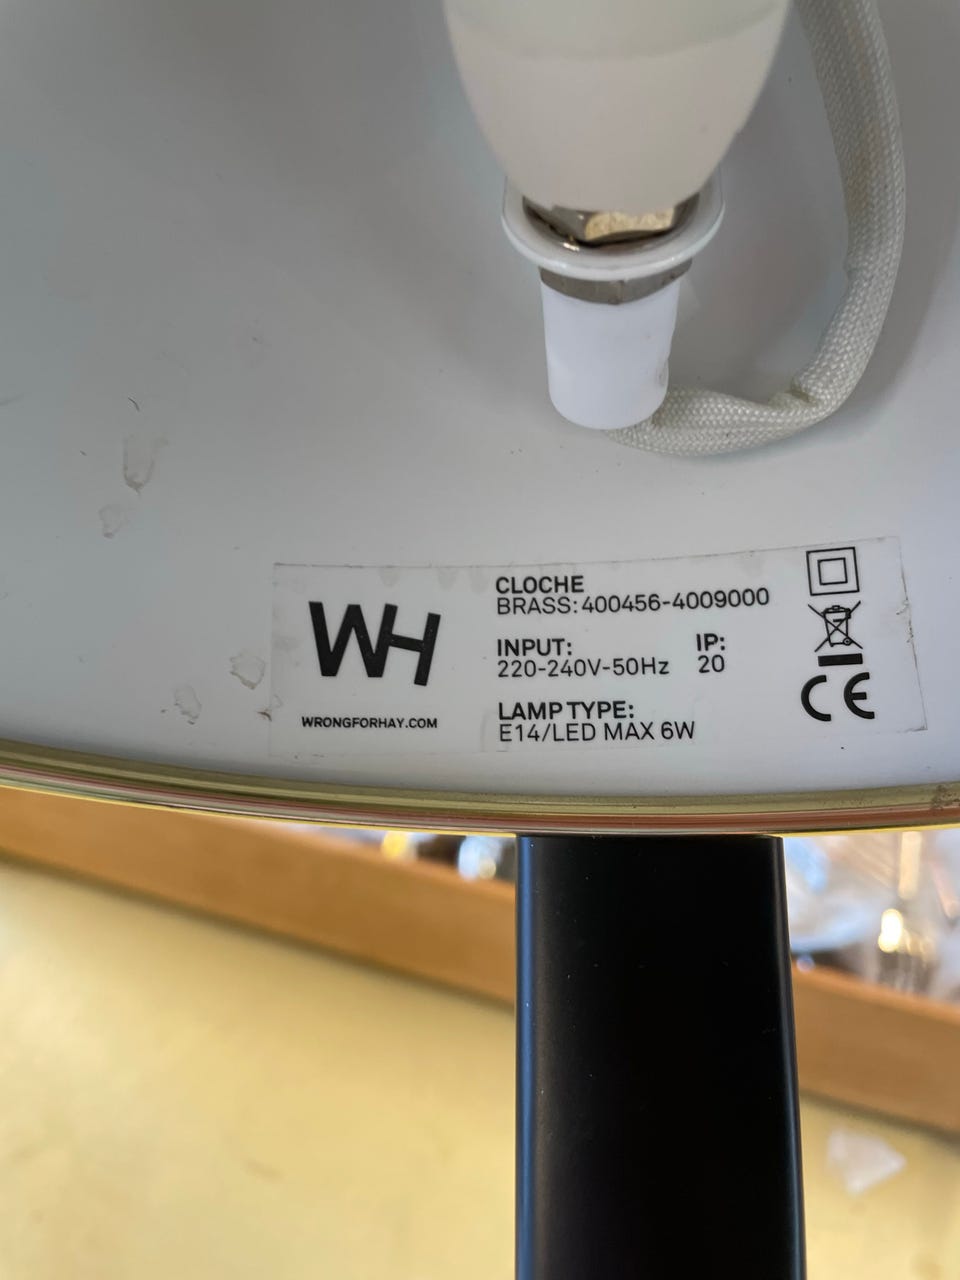 WH
WRONGFORHAY.COM
CLOCHE
BRASS: 400456-4009000
INPUT:
220-240V-50Hz
IP:
20
LAMP TYPE:
E14/LED MAX 6W
CE